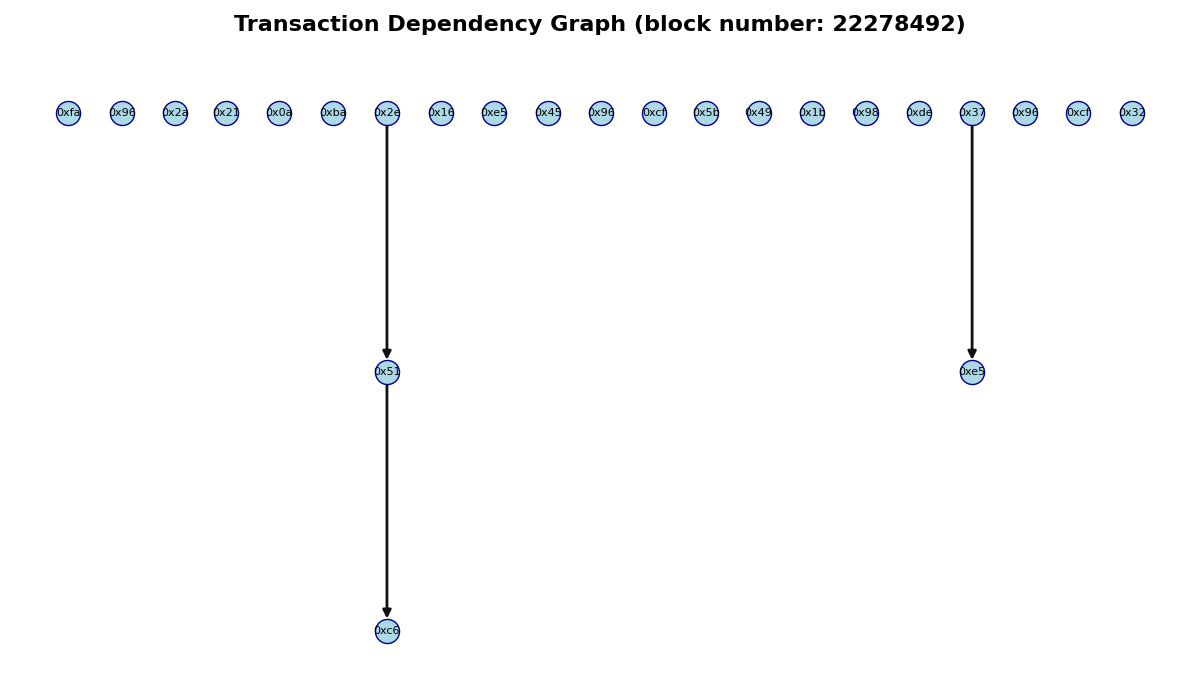 Transaction Dependency Graph (block number: 22278492)
0xfa 0x96 0x2a 0x21 0x0a 0xba 0x2e 0x16 0xe5 0x45 0x96 0xcf 0x5b 0x49 0x1b 0x98 0xde 0x37 0x96 0xcf 0x32
0x51 0xe5
0xc6